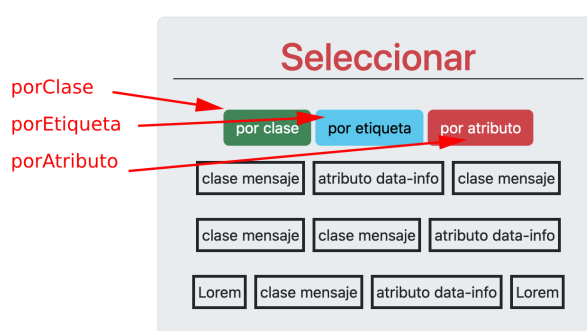 Seleccionar
porClase
porEtiqueta
porAtributo
por clase por etiqueta por atributo
clase mensaje atributo data-info clase mensaje
clase mensaje clase mensaje atributo data-info
Lorem clase mensaje atributo data-info Lorem